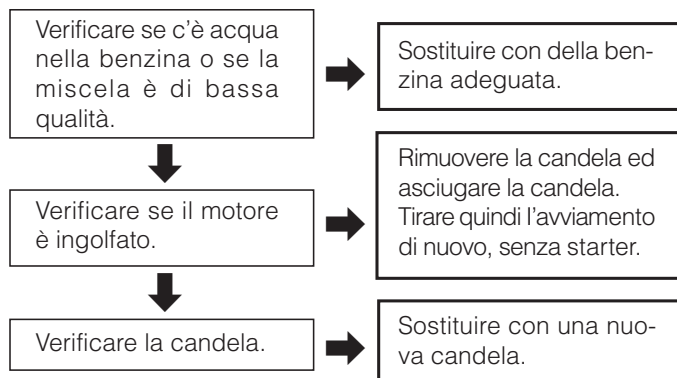 Verificare se c'è acqua
nella benzina o se la
miscela è di bassa
qualità.
Sostituire con della ben-
zina adeguata.
Verificare se il motore
è ingolfato.
Rimuovere la candela ed
asciugare la candela.
Tirare quindi l'avviamento
di nuovo, senza starter.
Verificare la candela.
Sostituire con una nuo-
va candela.